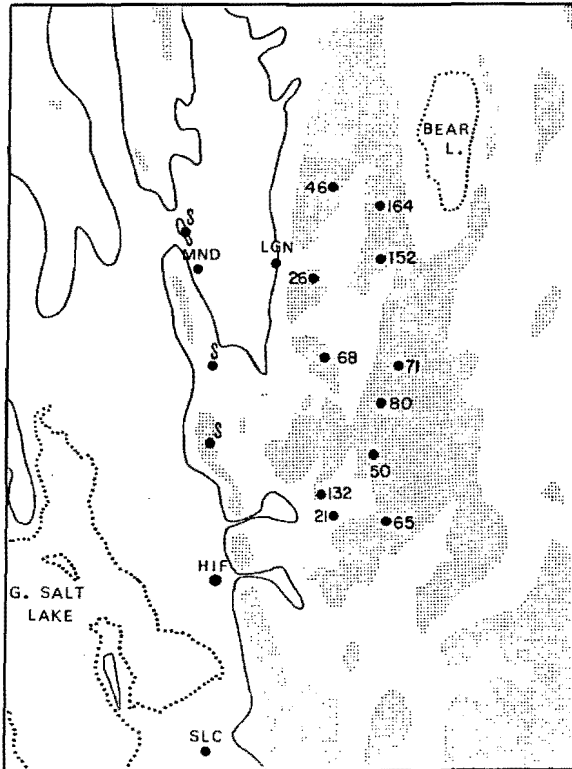 BEAR
L.
46
164
S
MND
LGN
152
26
S
68
71
80
S
50
132
21
65
HIF
G. SALT
LAKE
SLC